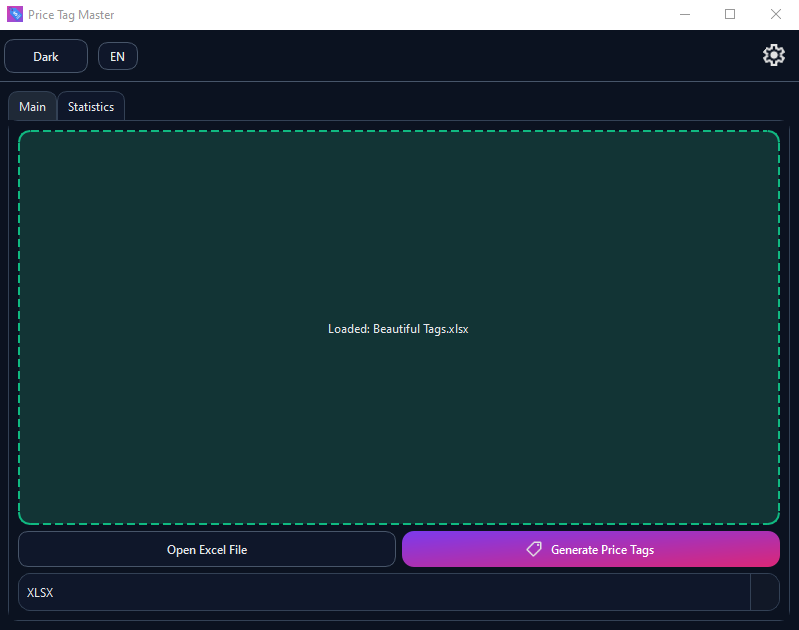 Price Tag Master
Dark
EN
Main
Statistics
Loaded: Beautiful Tags.xlsx
Open Excel File
Generate Price Tags
XLSX